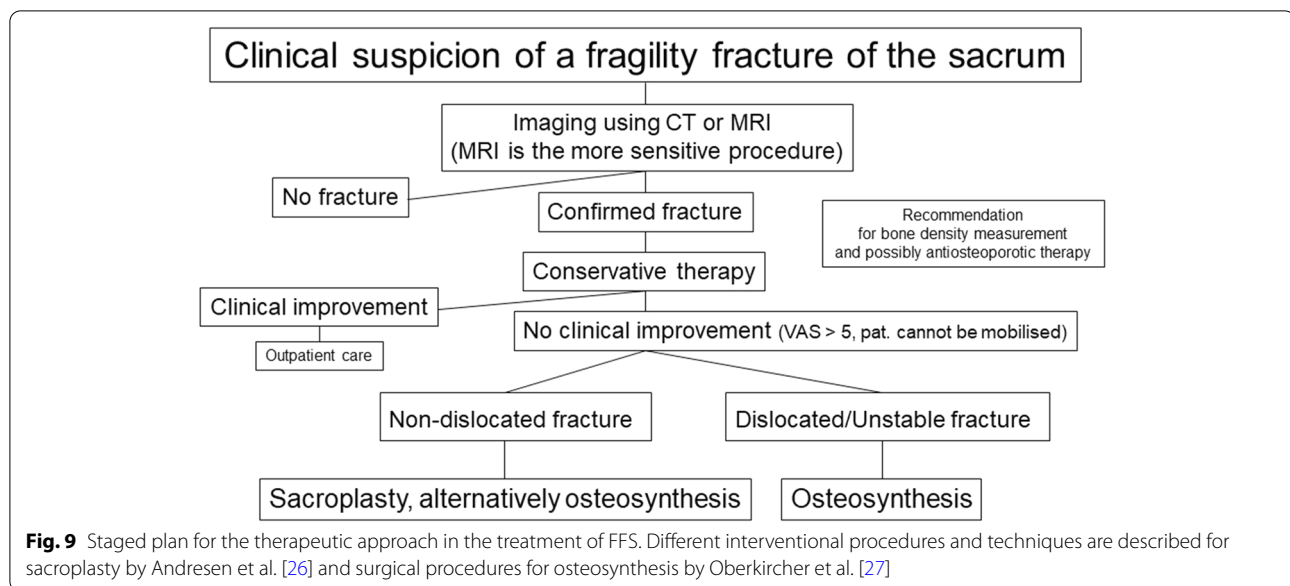 Clinical suspicion of a fragility fracture of the sacrum
Imaging using CT or MRI
(MRI is the more sensitive procedure)
No fracture
Confirmed fracture
Recommendation
for bone density measurement
and possibly antiosteoporotic therapy
Conservative therapy
Clinical improvement
No clinical improvement (VAS > 5, pat. cannot be mobilised)
Outpatient care
Non-dislocated fracture
Dislocated/Unstable fracture
Sacroplasty, alternatively osteosynthesis
Osteosynthesis
Fig. 9 Staged plan for the therapeutic approach in the treatment of FFS. Different interventional procedures and techniques are described for
sacroplasty by Andresen et al. [26] and surgical procedures for osteosynthesis by Oberkircher et al. [27]